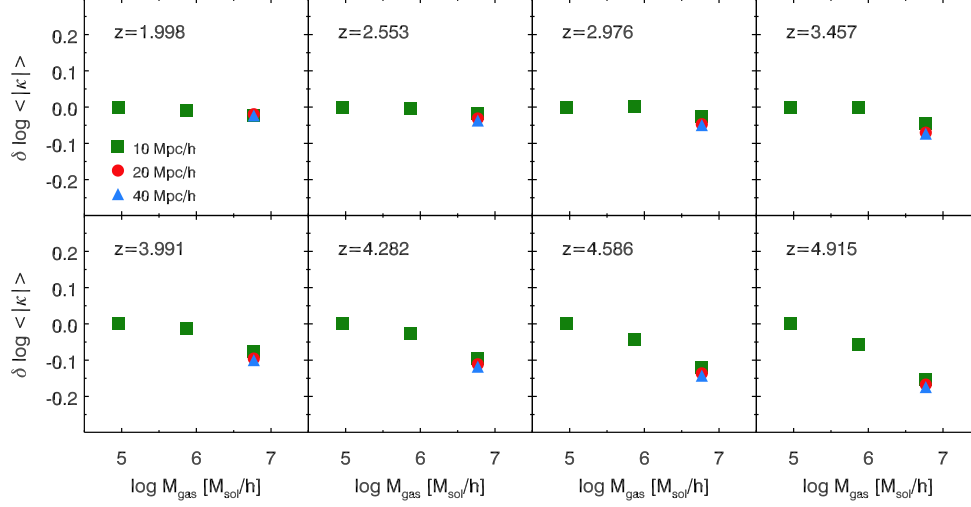 z=1.998 z=2.553 z=2.976 z=3.457
0.2
0.1
0.0
-0.1
-0.2
δ log <|κ|>
10 Mpc/h
20 Mpc/h
40 Mpc/h
z=3.991 z=4.282 z=4.586 z=4.915
0.2
0.1
0.0
-0.1
-0.2
δ log <|κ|>
5 6 7 5 6 7 5 6 7 5 6 7
log Mgas [Msol/h] log Mgas [Msol/h] log Mgas [Msol/h] log Mgas [Msol/h]